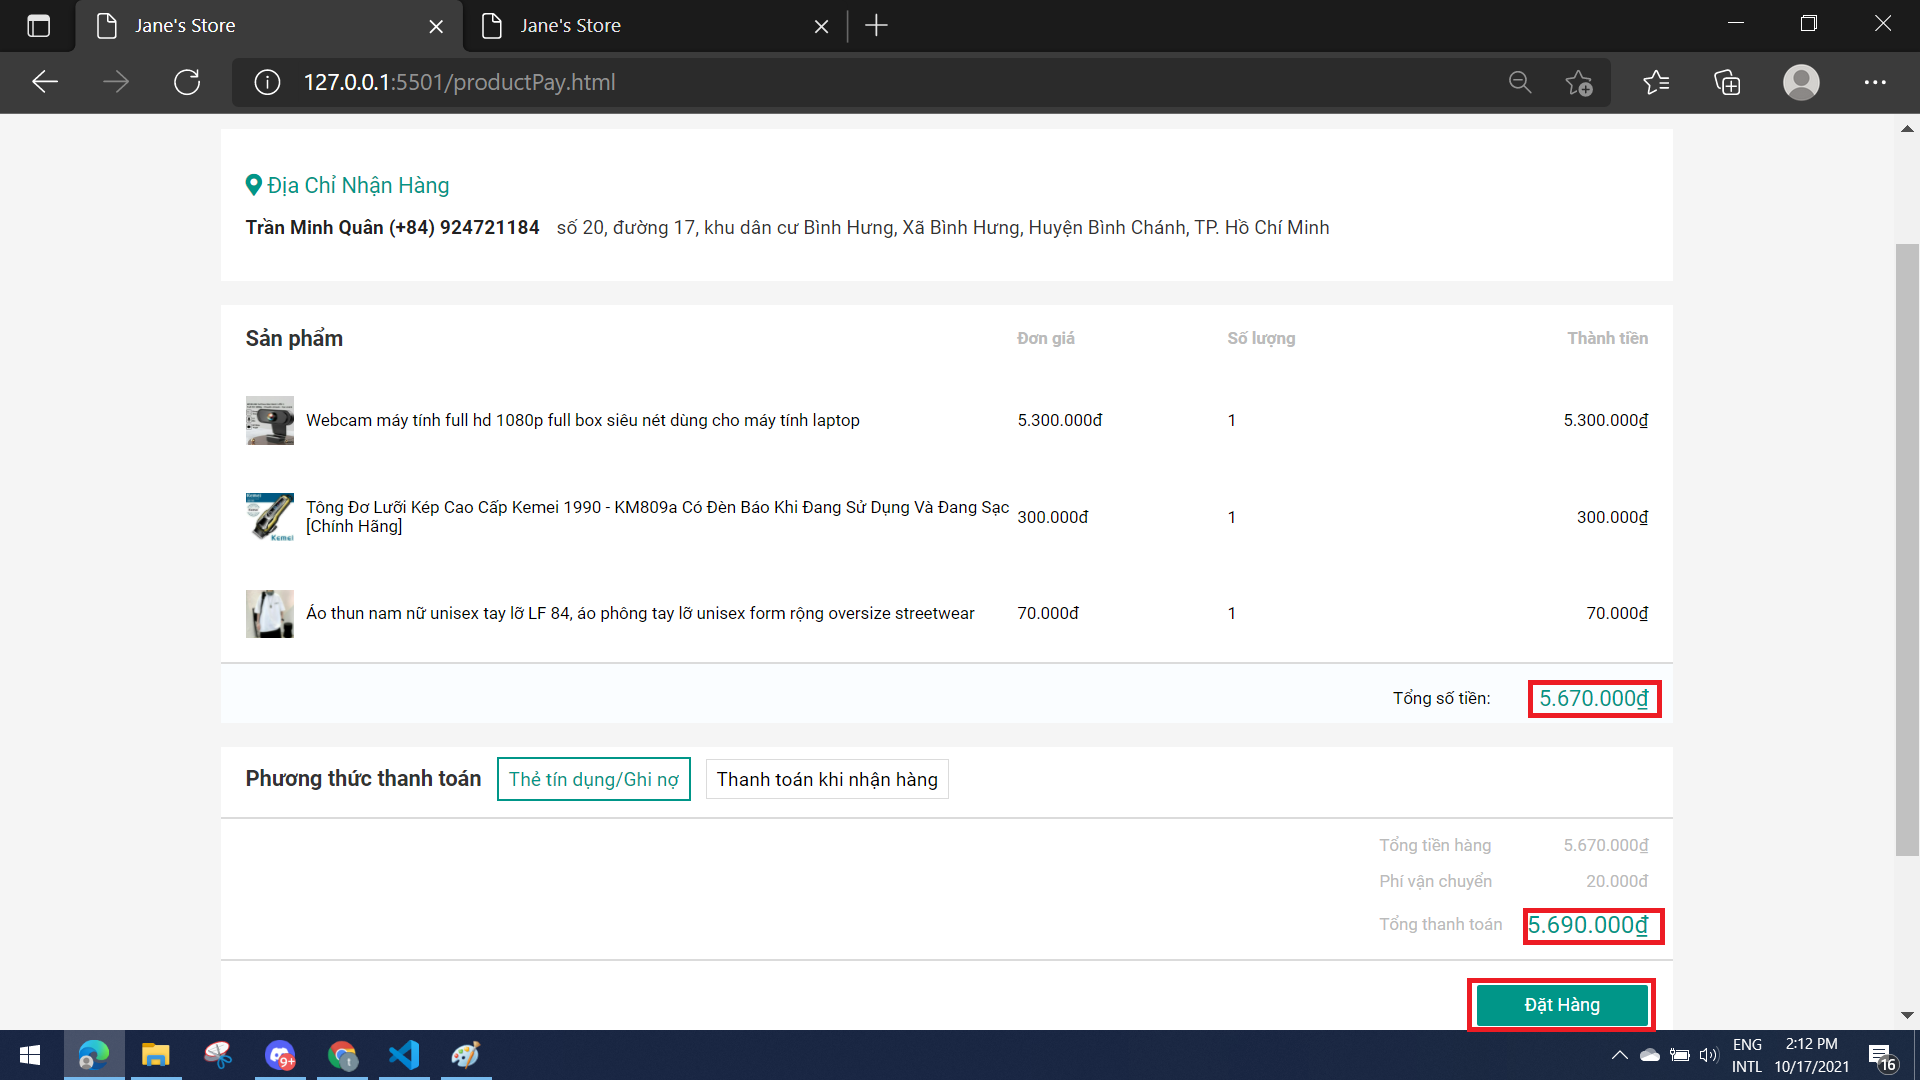 Jane's Store
Jane's Store
127.0.0.1:5501/productPay.html
Địa Chỉ Nhận Hàng
Trần Minh Quân (+84) 924721184 số 20, đường 17, khu dân cư Bình Hưng, Xã Bình Hưng, Huyện Bình Chánh, TP. Hồ Chí Minh
Sản phẩm Đơn giá Số lượng Thành tiền
Webcam máy tính full hd 1080p full box siêu nét dùng cho máy tính laptop 5.300.000đ 1 5.300.000₫
Tông Đơ Lưỡi Kép Cao Cấp Kemei 1990 - KM809a Có Đèn Báo Khi Đang Sử Dụng Và Đang Sạc
[Chính Hãng] 300.000đ 1 300.000₫
Kemei
Áo thun nam nữ unisex tay lỡ LF 84, áo phông tay lỡ unisex form rộng oversize streetwear 70.000đ 1 70.000₫
Tổng số tiền: 5.670.000₫
Phương thức thanh toán Thẻ tín dụng/Ghi nợ Thanh toán khi nhận hàng
Tổng tiền hàng 5.670.000₫
Phí vận chuyển 20.000đ
Tổng thanh toán 5.690.000₫
Đặt Hàng
9+
ENG
INTL
2:12 PM
10/17/2021
16